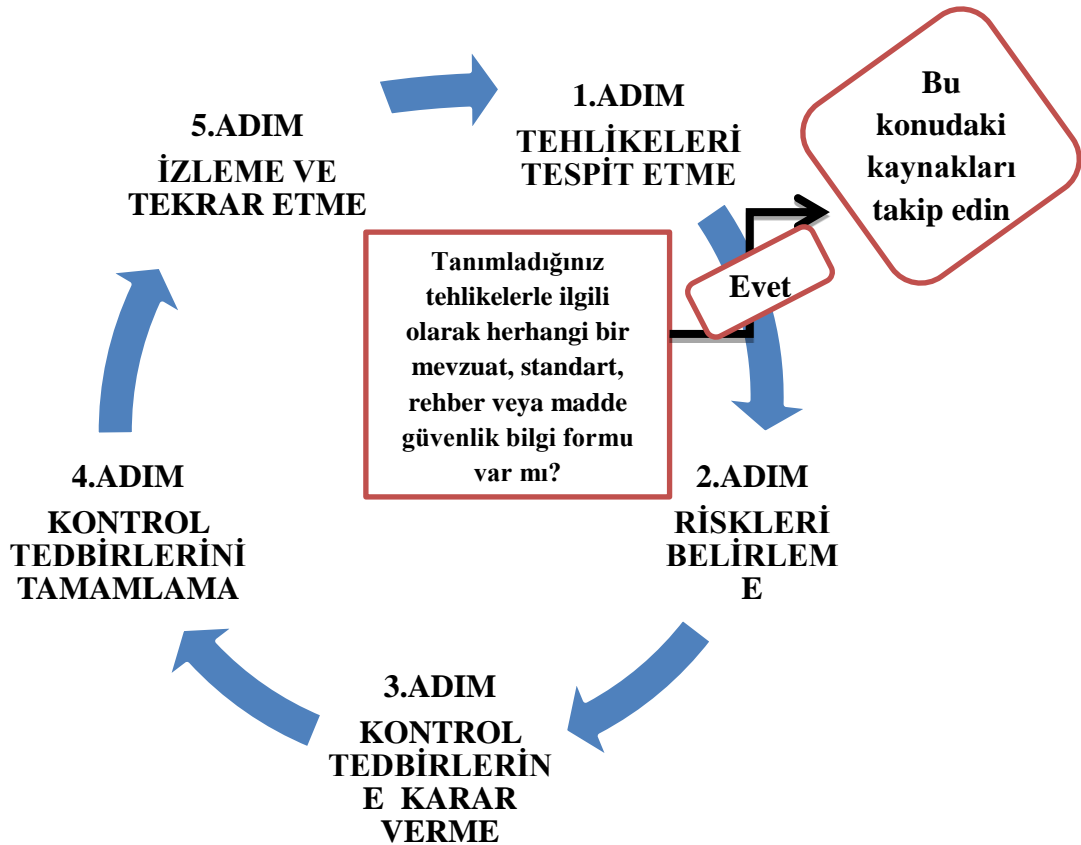 1.ADIM
TEHLİKELERİ
TESPİT ETME
Bu
konudaki
kaynakları
takip edin
Evet
Tanımladığınız
tehlikelerle ilgili
olarak herhangi bir
mevzuat, standart,
rehber veya madde
güvenlik bilgi formu
var mı?
2.ADIM
RİSKLERİ
BELİRLEM
E
3.ADIM
KONTROL
TEDBİRLERİN
E KARAR
VERME
4.ADIM
KONTROL
TEDBİRLERİNİ
TAMAMLAMA
5.ADIM
İZLEME VE
TEKRAR ETME